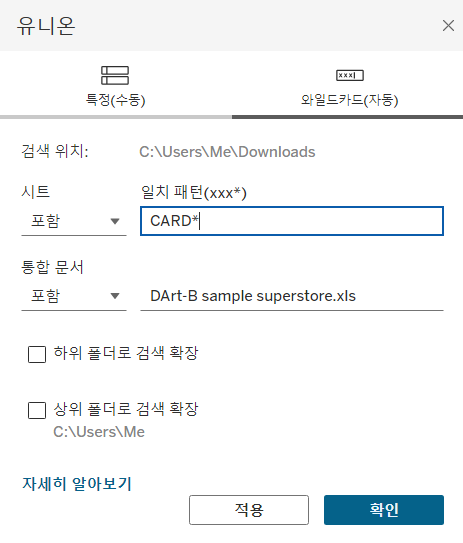 유니온
특정(수동) 와일드카드(자동)
검색 위치: C:\Users\Me\Downloads
시트 일치 패턴(xxx*)
포함 CARD*
통합 문서
포함 DArt-B sample superstore.xls
하위 폴더로 검색 확장
상위 폴더로 검색 확장
C:\Users\Me
자세히 알아보기
적용 확인